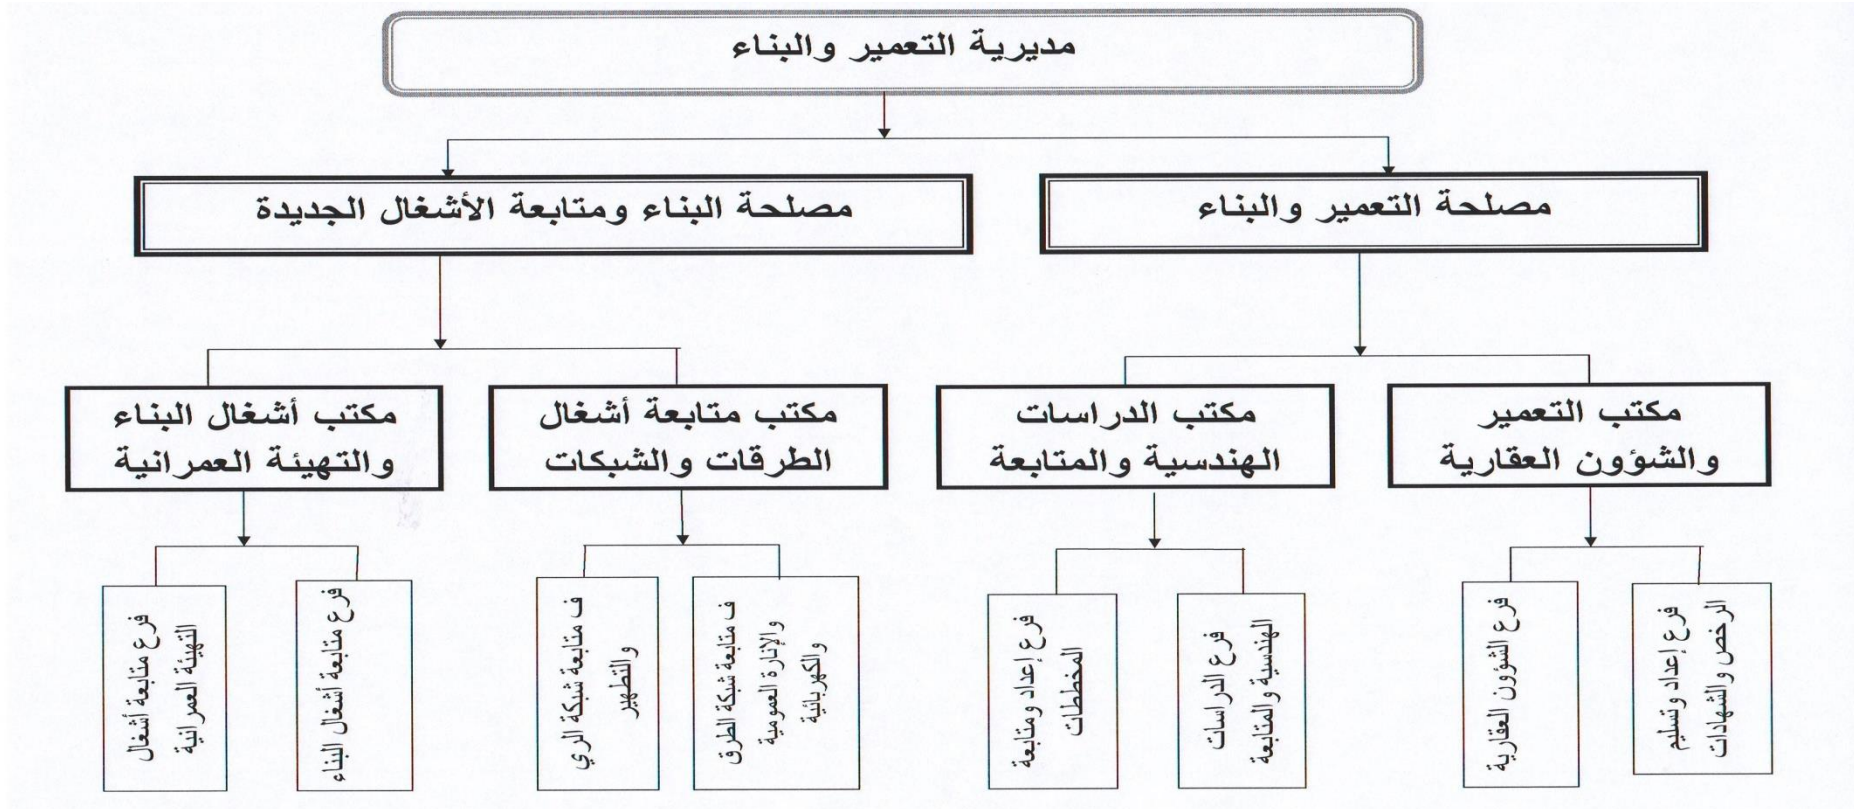 مديرية التعمير والبناء
مصلحة التعمير والبناء
مصلحة البناء ومتابعة الأشغال الجديدة
مكتب التعمير
والشؤون العقارية
مكتب الدراسات
الهندسية والمتابعة
مكتب متابعة أشغال
الطرقات والشبكات
مكتب أشغال البناء
والتهيئة العمرانية
فرع إعداد وتسليم
الرخص والشهادات
فرع الشؤون العقارية
فرع الدراسات
الهندسية والمتابعة
فرع إعداد ومتابعة
المخططات
ف متابعة شبكة الطرق
والإنارة العمومية
والكهربائية
ف متابعة شبكة الري
والتطهير
فرع متابعة أشغال البناء
فرع متابعة أشغال
التهيئة العمرانية